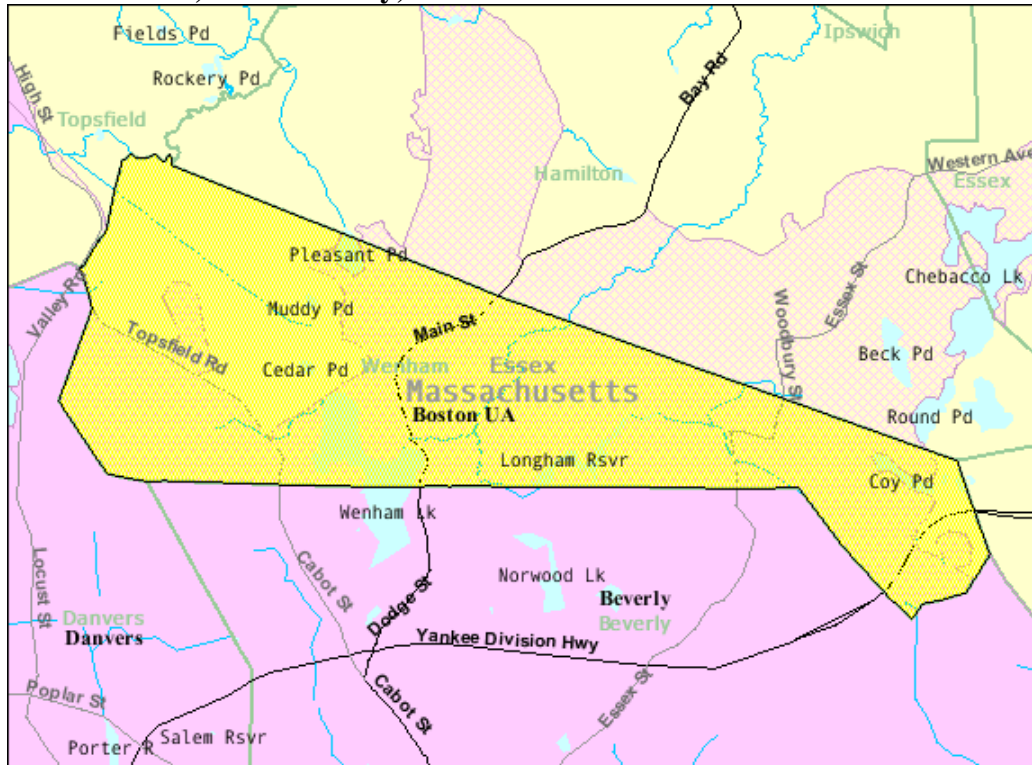 Fields Pd
Ipswich
High St
Rockery Pd
Bay Rd
Topsfield
Western Ave
Hamilton
Essex
Pleasant Pd
Chebacco Lk
Valley Rd
Muddy Pd
Essex St
Main St
Woodbury St
Topsfield Rd
Beck Pd
Cedar Pd
Wenham
Essex
Massachusetts
Boston UA
Round Pd
Longham Rsvr
Coy Pd
Wenham Lk
Norwood Lk
Cabot St
Locust St
Dodge St
Beverly
Beverly
Danvers
Danvers
Yankee Division Hwy
Essex St
Poplar St
Cabot St
Salem Rsvr
Porter R